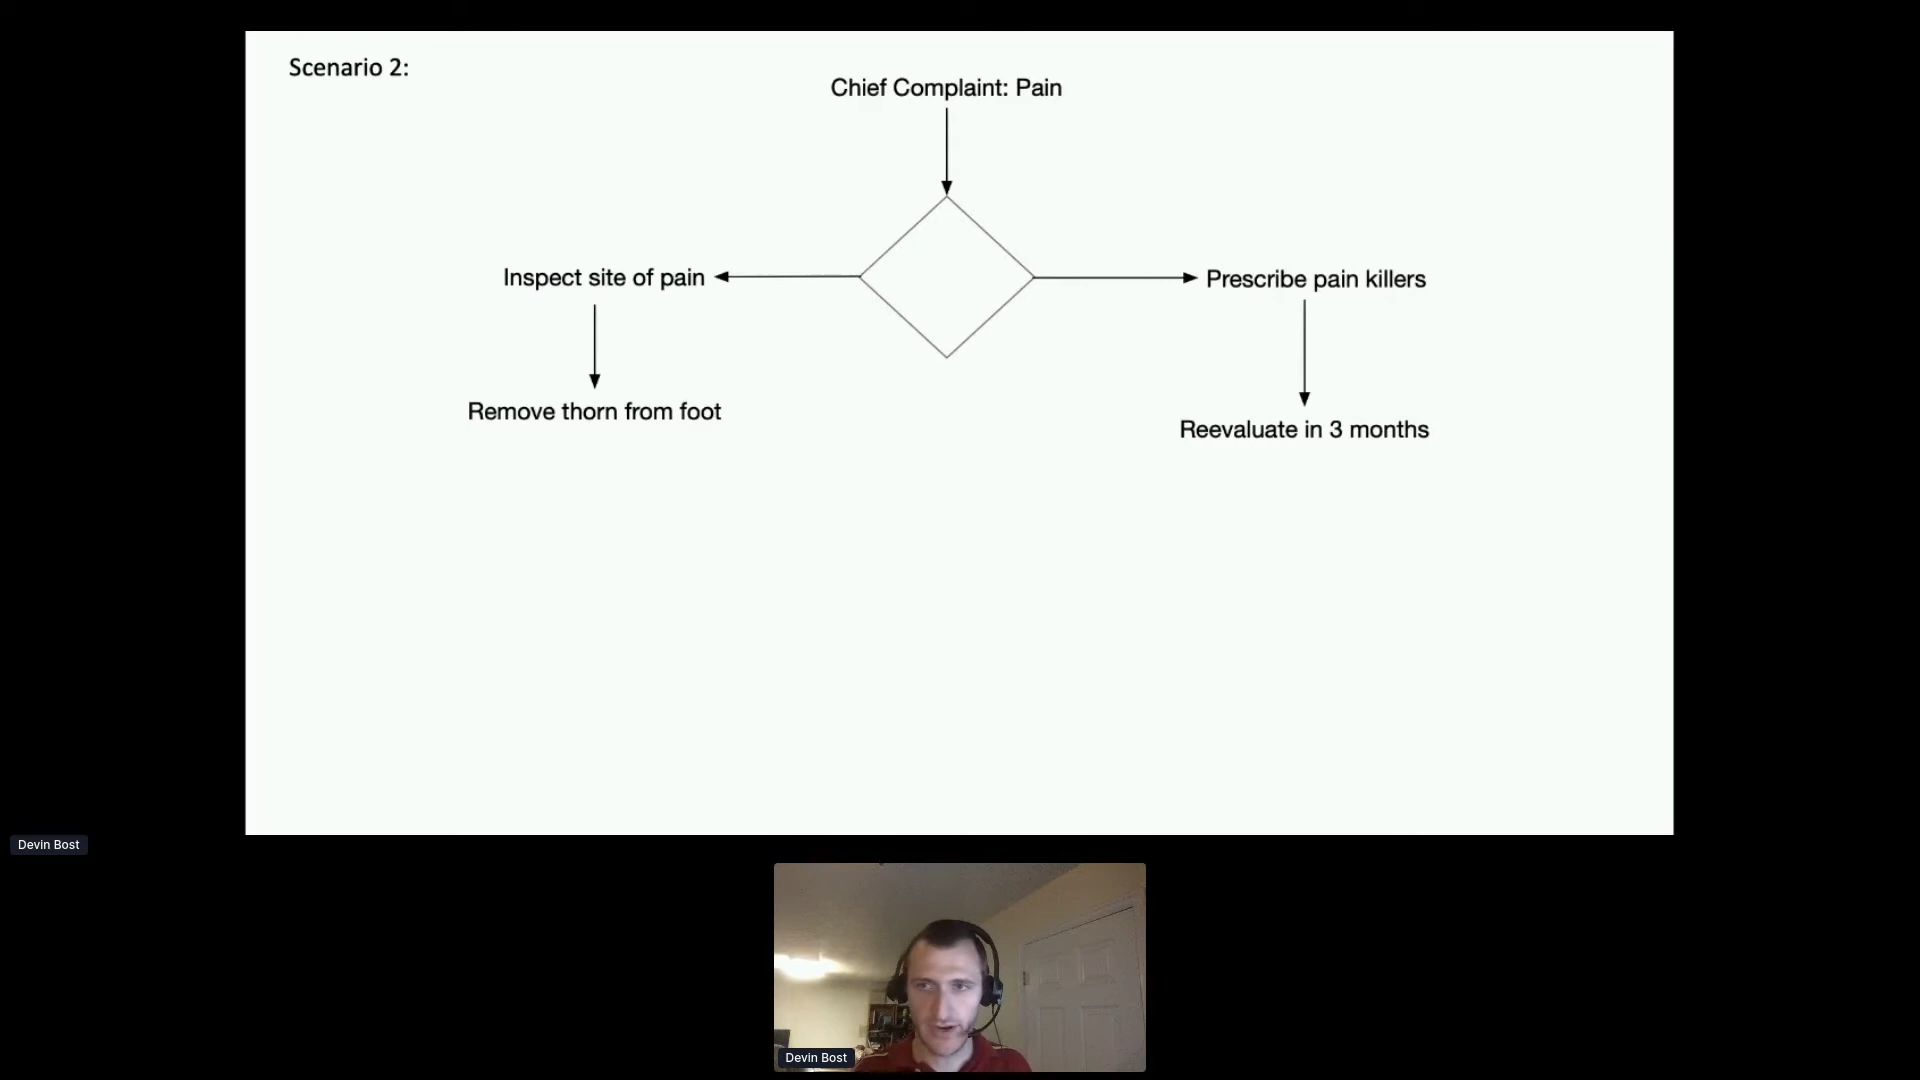 Scenario 2:
Chief Complaint: Pain
Inspect site of pain
Prescribe pain killers
Remove thorn from foot
Reevaluate in 3 months
Devin Bost
Devin Bost